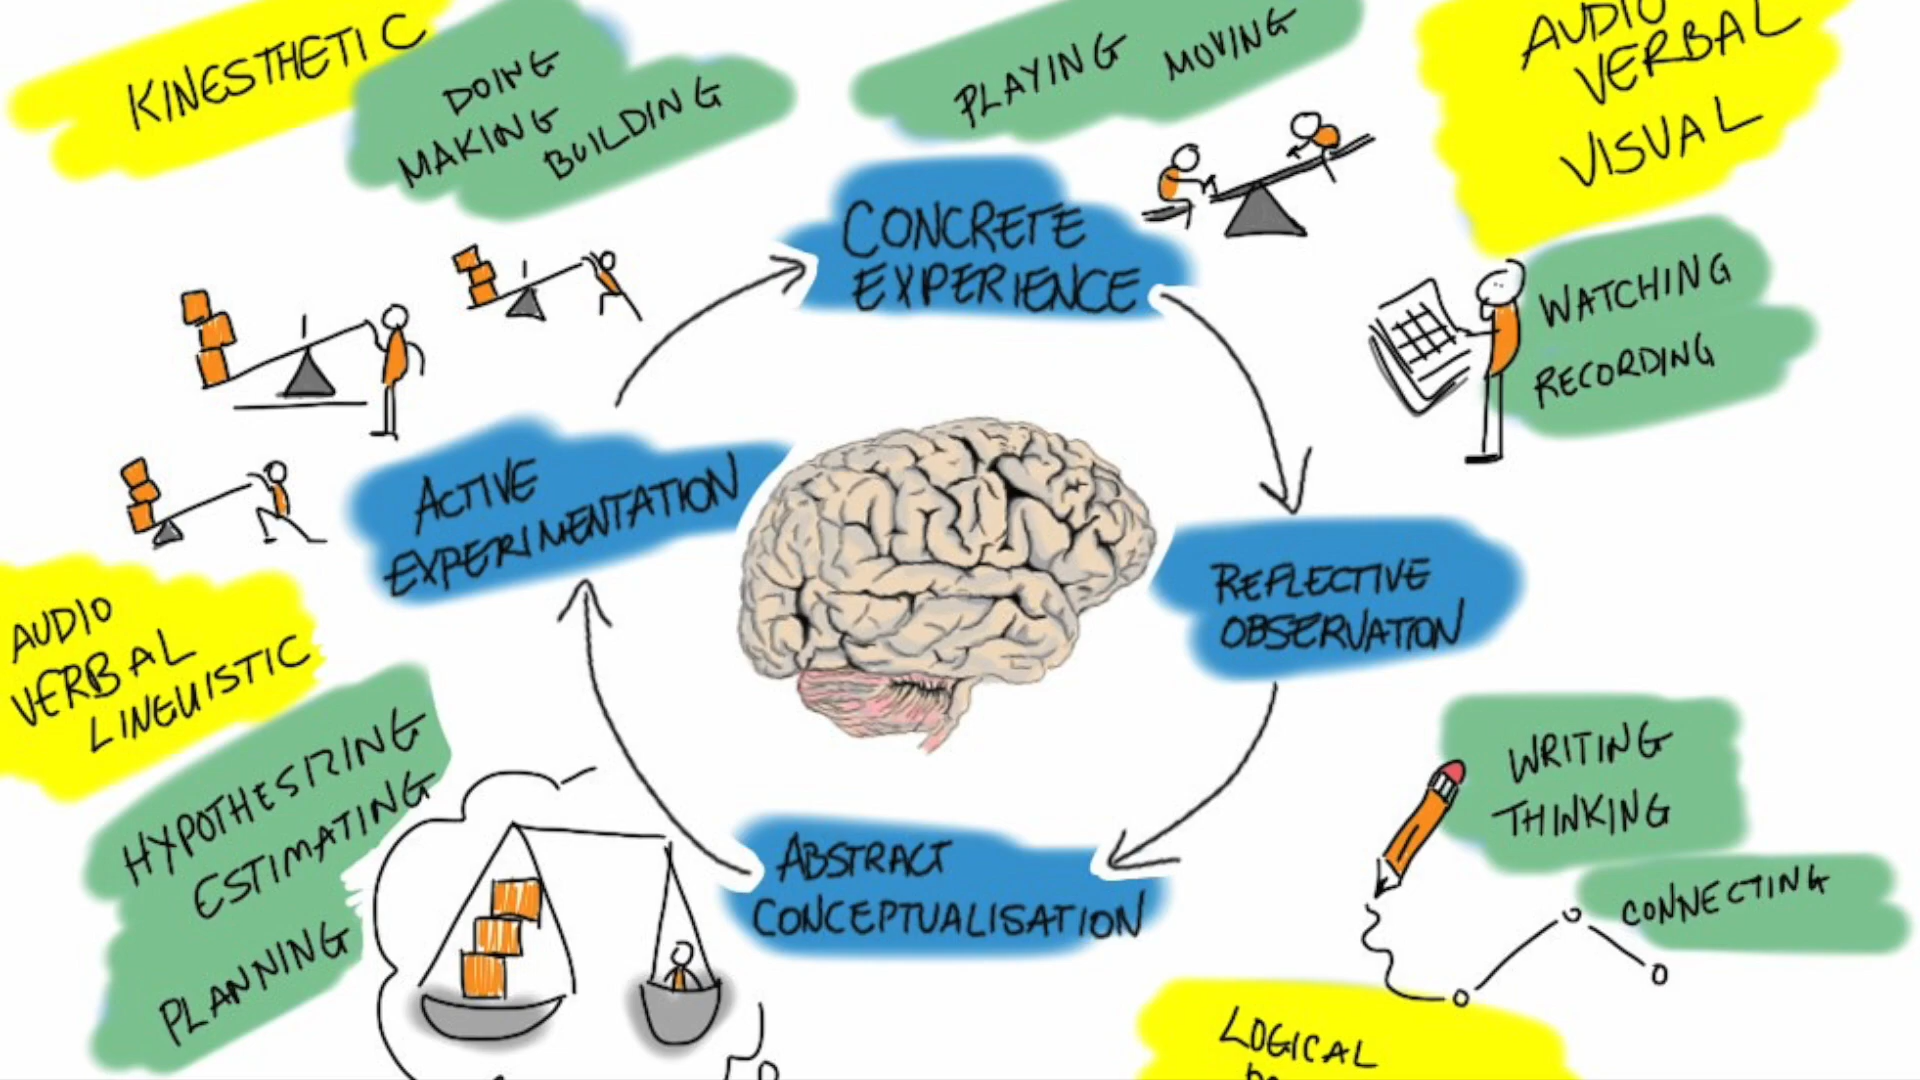 KINESTHETIC
DOING
MAKING
BUILDING
PLAYING MOVING
AUDIO
VERBAL
VISUAL
CONCRETE
EXPERIENCE
WATCHING
RECORDING
ACTIVE
EXPERIMENTATION
REFLECTIVE
OBSERVATION
AUDIO
VERBAL
LINGUISTIC
HYPOTHESIZING
ESTIMATING
PLANNING
WRITING
THINKING
CONNECTING
ABSTRACT
CONCEPTUALISATION
LOGICAL